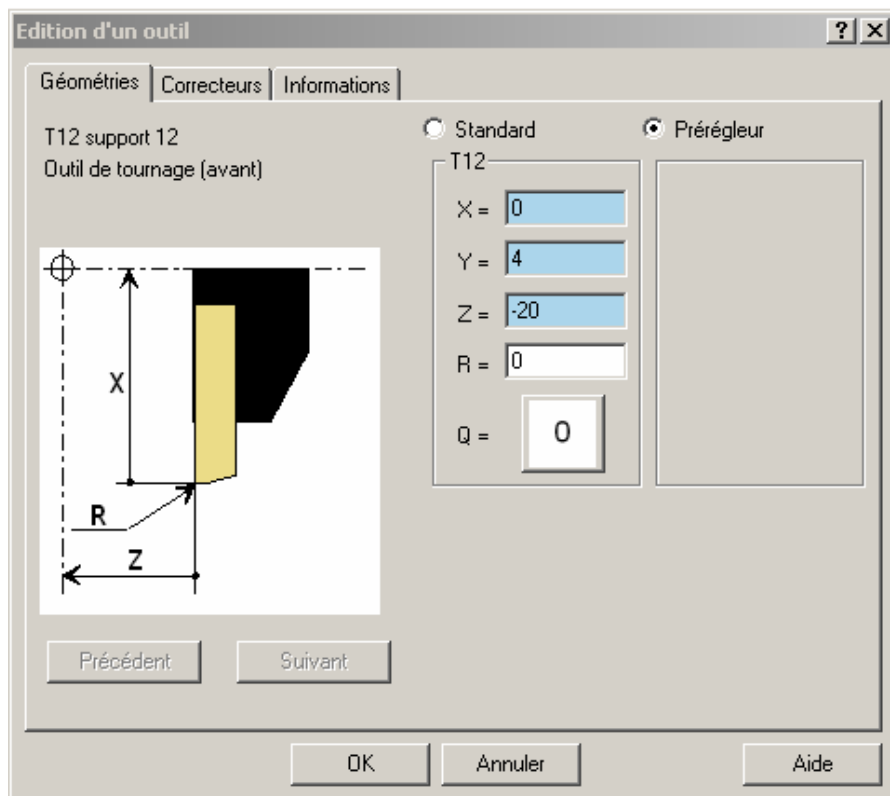 Edition d'un outil
Géométries Correcteurs Informations
T12 support 12
Outil de tournage (avant)
Standard Prérégleur
T12
X = 0
Y = 4
Z = -20
R = 0
Q = 0
X
R
Z
Précédent Suivant
OK Annuler Aide